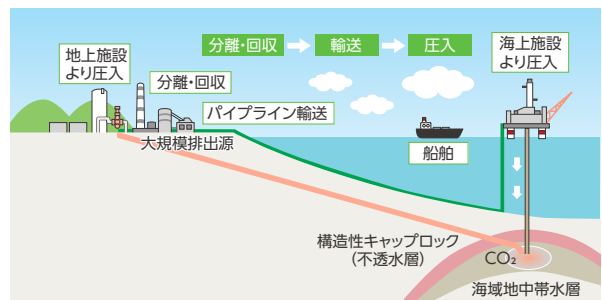 分離・回収
輸送
圧入
地上施設
より圧入
分離・回収
海上施設
より圧入
パイプライン輸送
大規模排出源
船舶
構造性キャップロック
(不透水層)
CO₂
海域地中帯水層